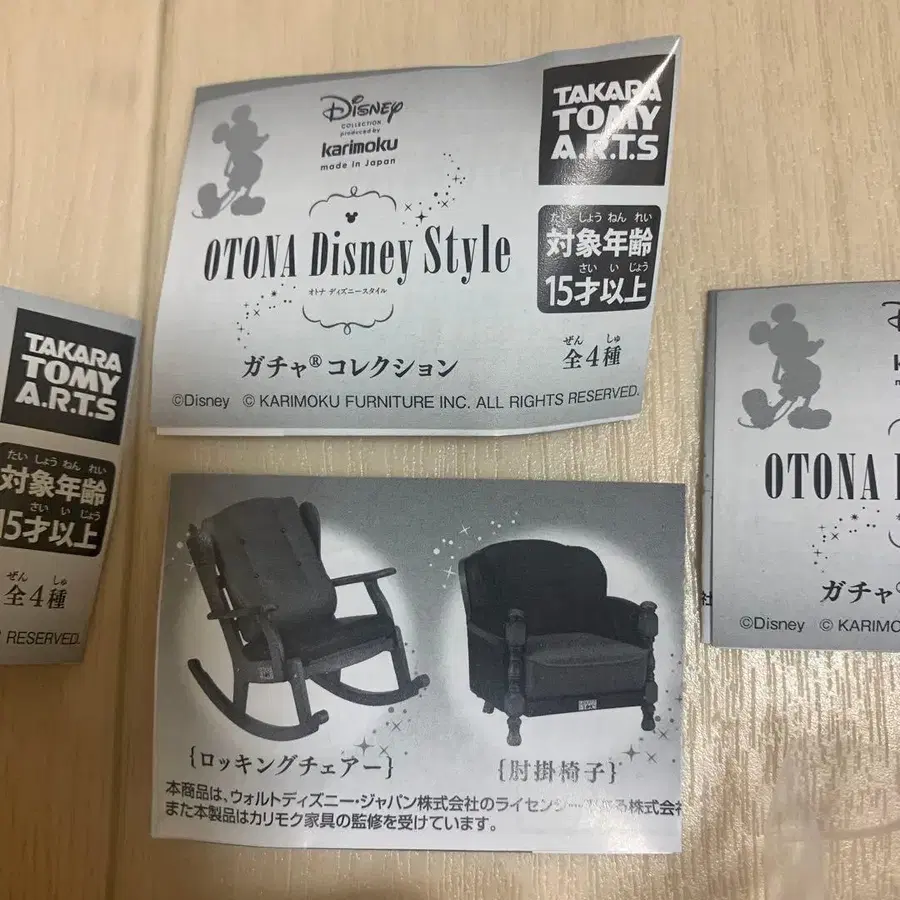 Disney
COLLECTION
produced by
karimoku
made in Japan
OTONA Disney Style
オトナ ディズニースタイル
ガチャ® コレクション
©Disney © KARIMOKU FURNITURE INC. ALL RIGHTS RESERVED.
TAKARA
TOMY
A.R.T.S
たい しょう ねん れい
対象年齢
さい い じょう
15才以上
ぜん しゅ
全4種
TAKARA
TOMY
A.R.T.S
たい しょう ねん れい
対象年齢
さい い じょう
15才以上
ぜん しゅ
全4種
RESERVED.
OTONA
ガチャ®
©Disney © KARIMO
{ロッキングチェアー}
{肘掛椅子}
本商品は、ウォルトディズニー・ジャパン株式会社のライセンシー 株式会社
また本製品はカリモク家具の監修を受けています。